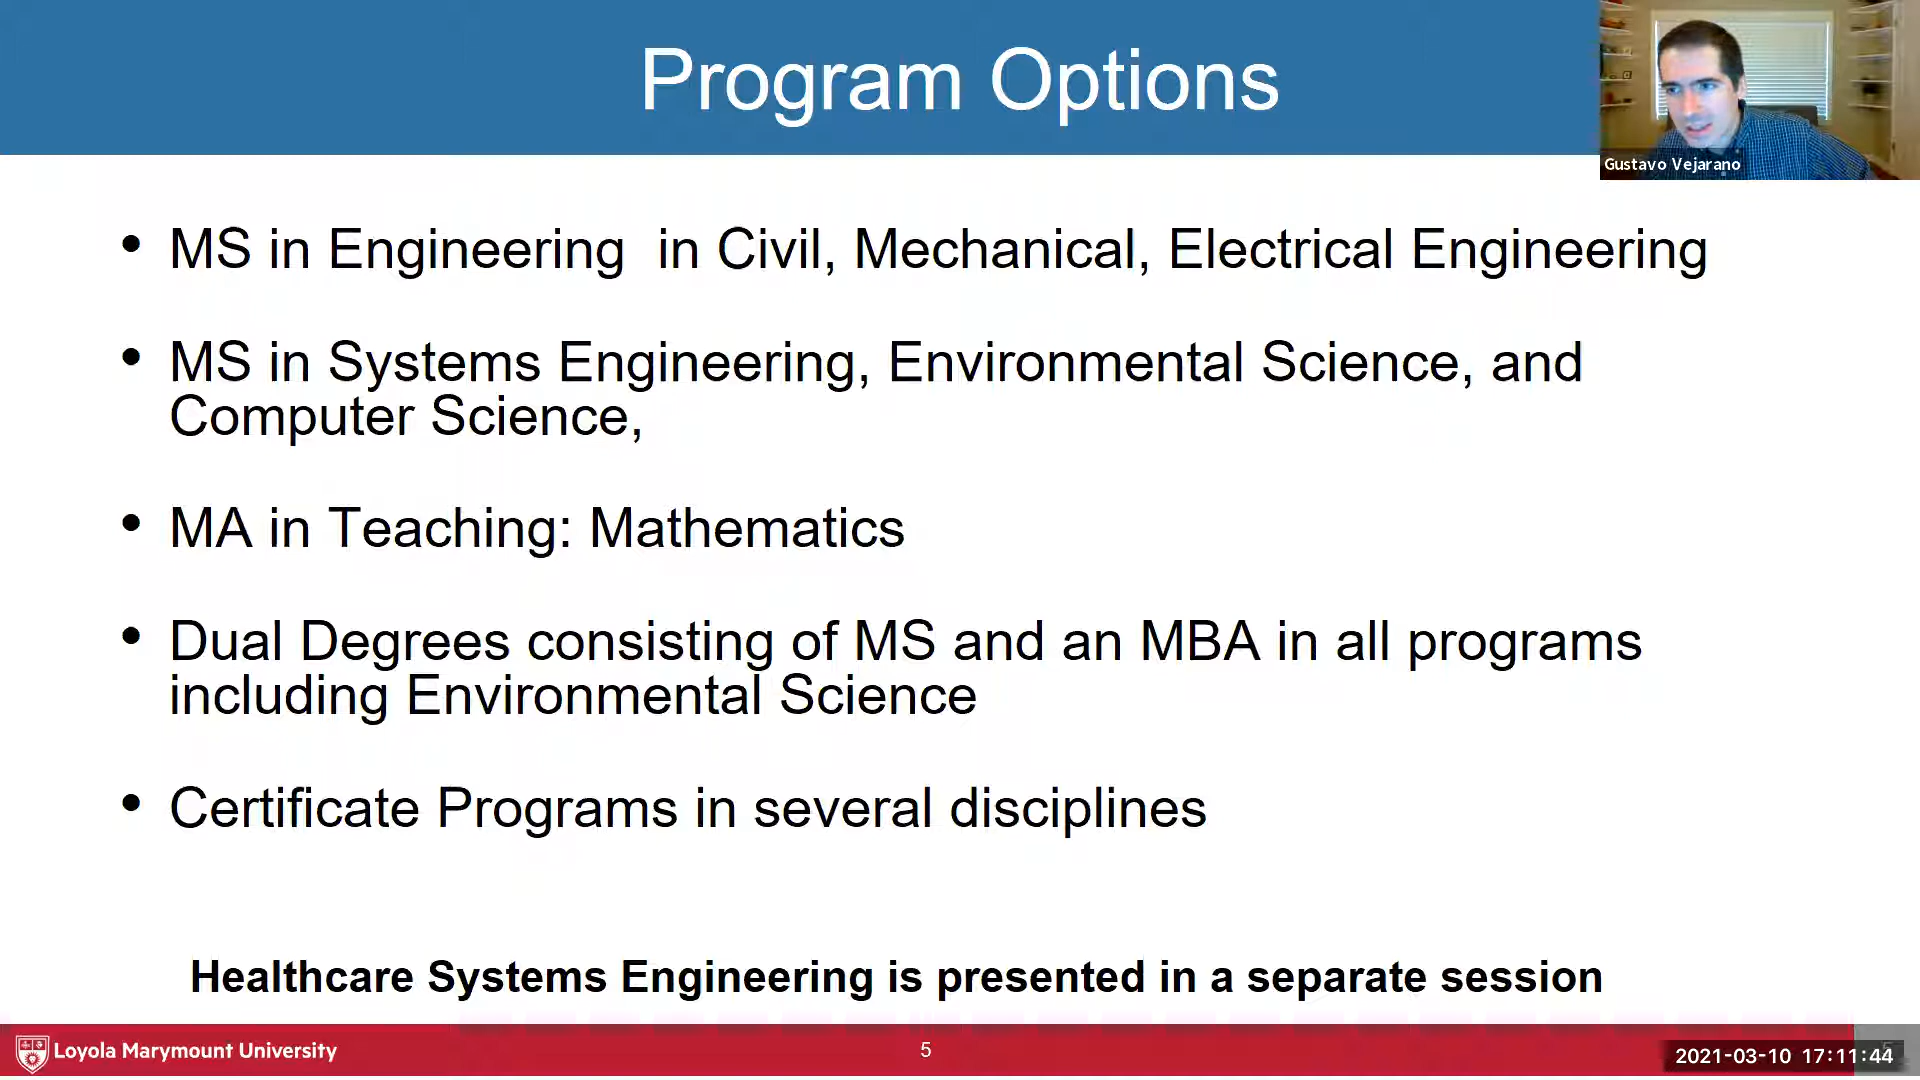 Program Options
Gustavo Vejarano
• MS in Engineering  in Civil, Mechanical, Electrical Engineering
• MS in Systems Engineering, Environmental Science, and
Computer Science,
• MA in Teaching: Mathematics
• Dual Degrees consisting of MS and an MBA in all programs
including Environmental Science
• Certificate Programs in several disciplines
Healthcare Systems Engineering is presented in a separate session
Loyola Marymount University
5
2021-03-10 17:11:44